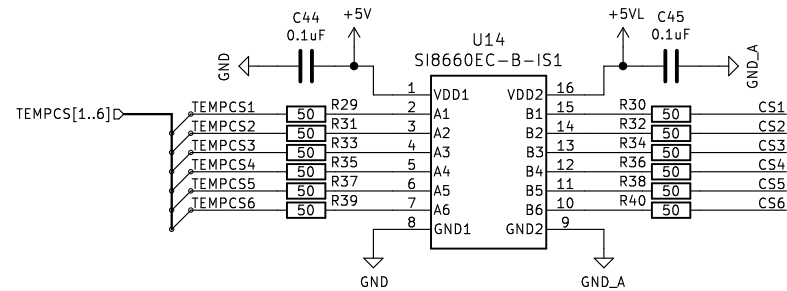 C44
0.1uF
+5V
+5VL
C45
0.1uF
GND
GND_A
U14
SI8660EC-B-IS1
1 VDD1 VDD2 16
TEMPCS[1..6]
TEMPCS1 50 R29 2 A1 B1 15 R30 50 CS1
TEMPCS2 50 R31 3 A2 B2 14 R32 50 CS2
TEMPCS3 50 R33 4 A3 B3 13 R34 50 CS3
TEMPCS4 50 R35 5 A4 B4 12 R36 50 CS4
TEMPCS5 50 R37 6 A5 B5 11 R38 50 CS5
TEMPCS6 50 R39 7 A6 B6 10 R40 50 CS6
8 GND1 GND2 9
GND
GND_A